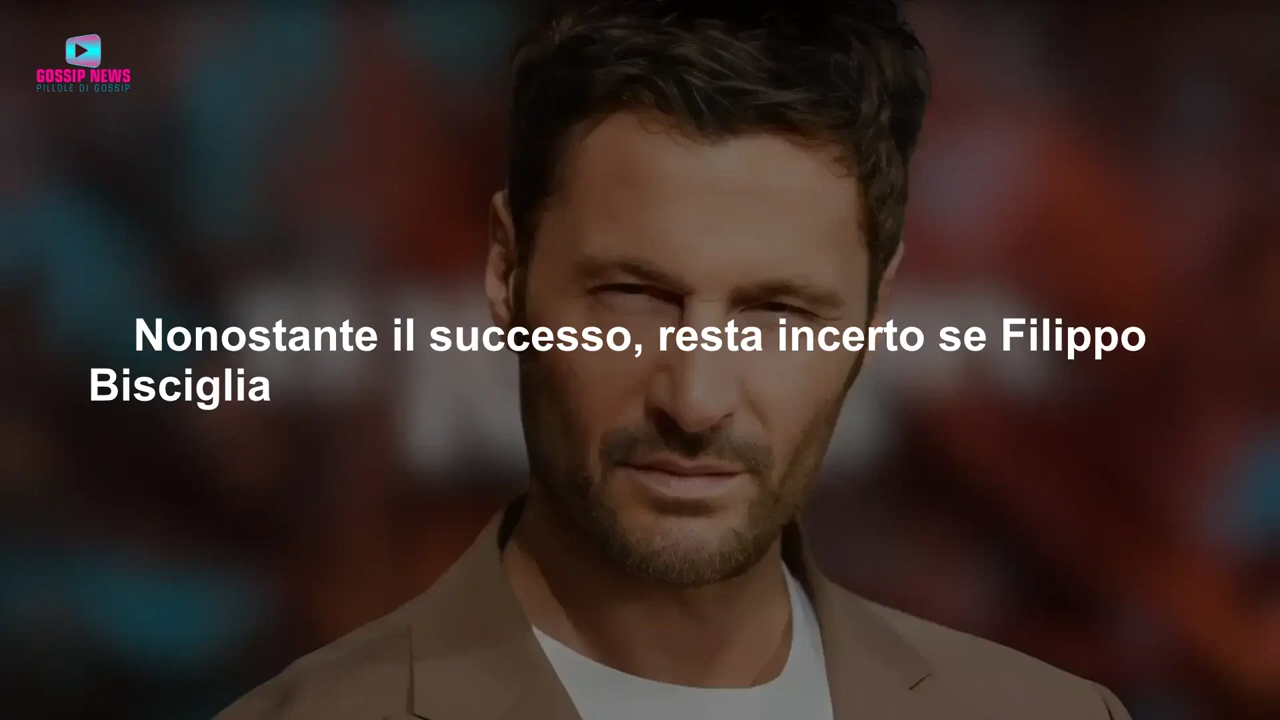 GOSSIP NEWS
PILLOLE DI GOSSIP
Nonostante il successo, resta incerto se Filippo
Bisciglia